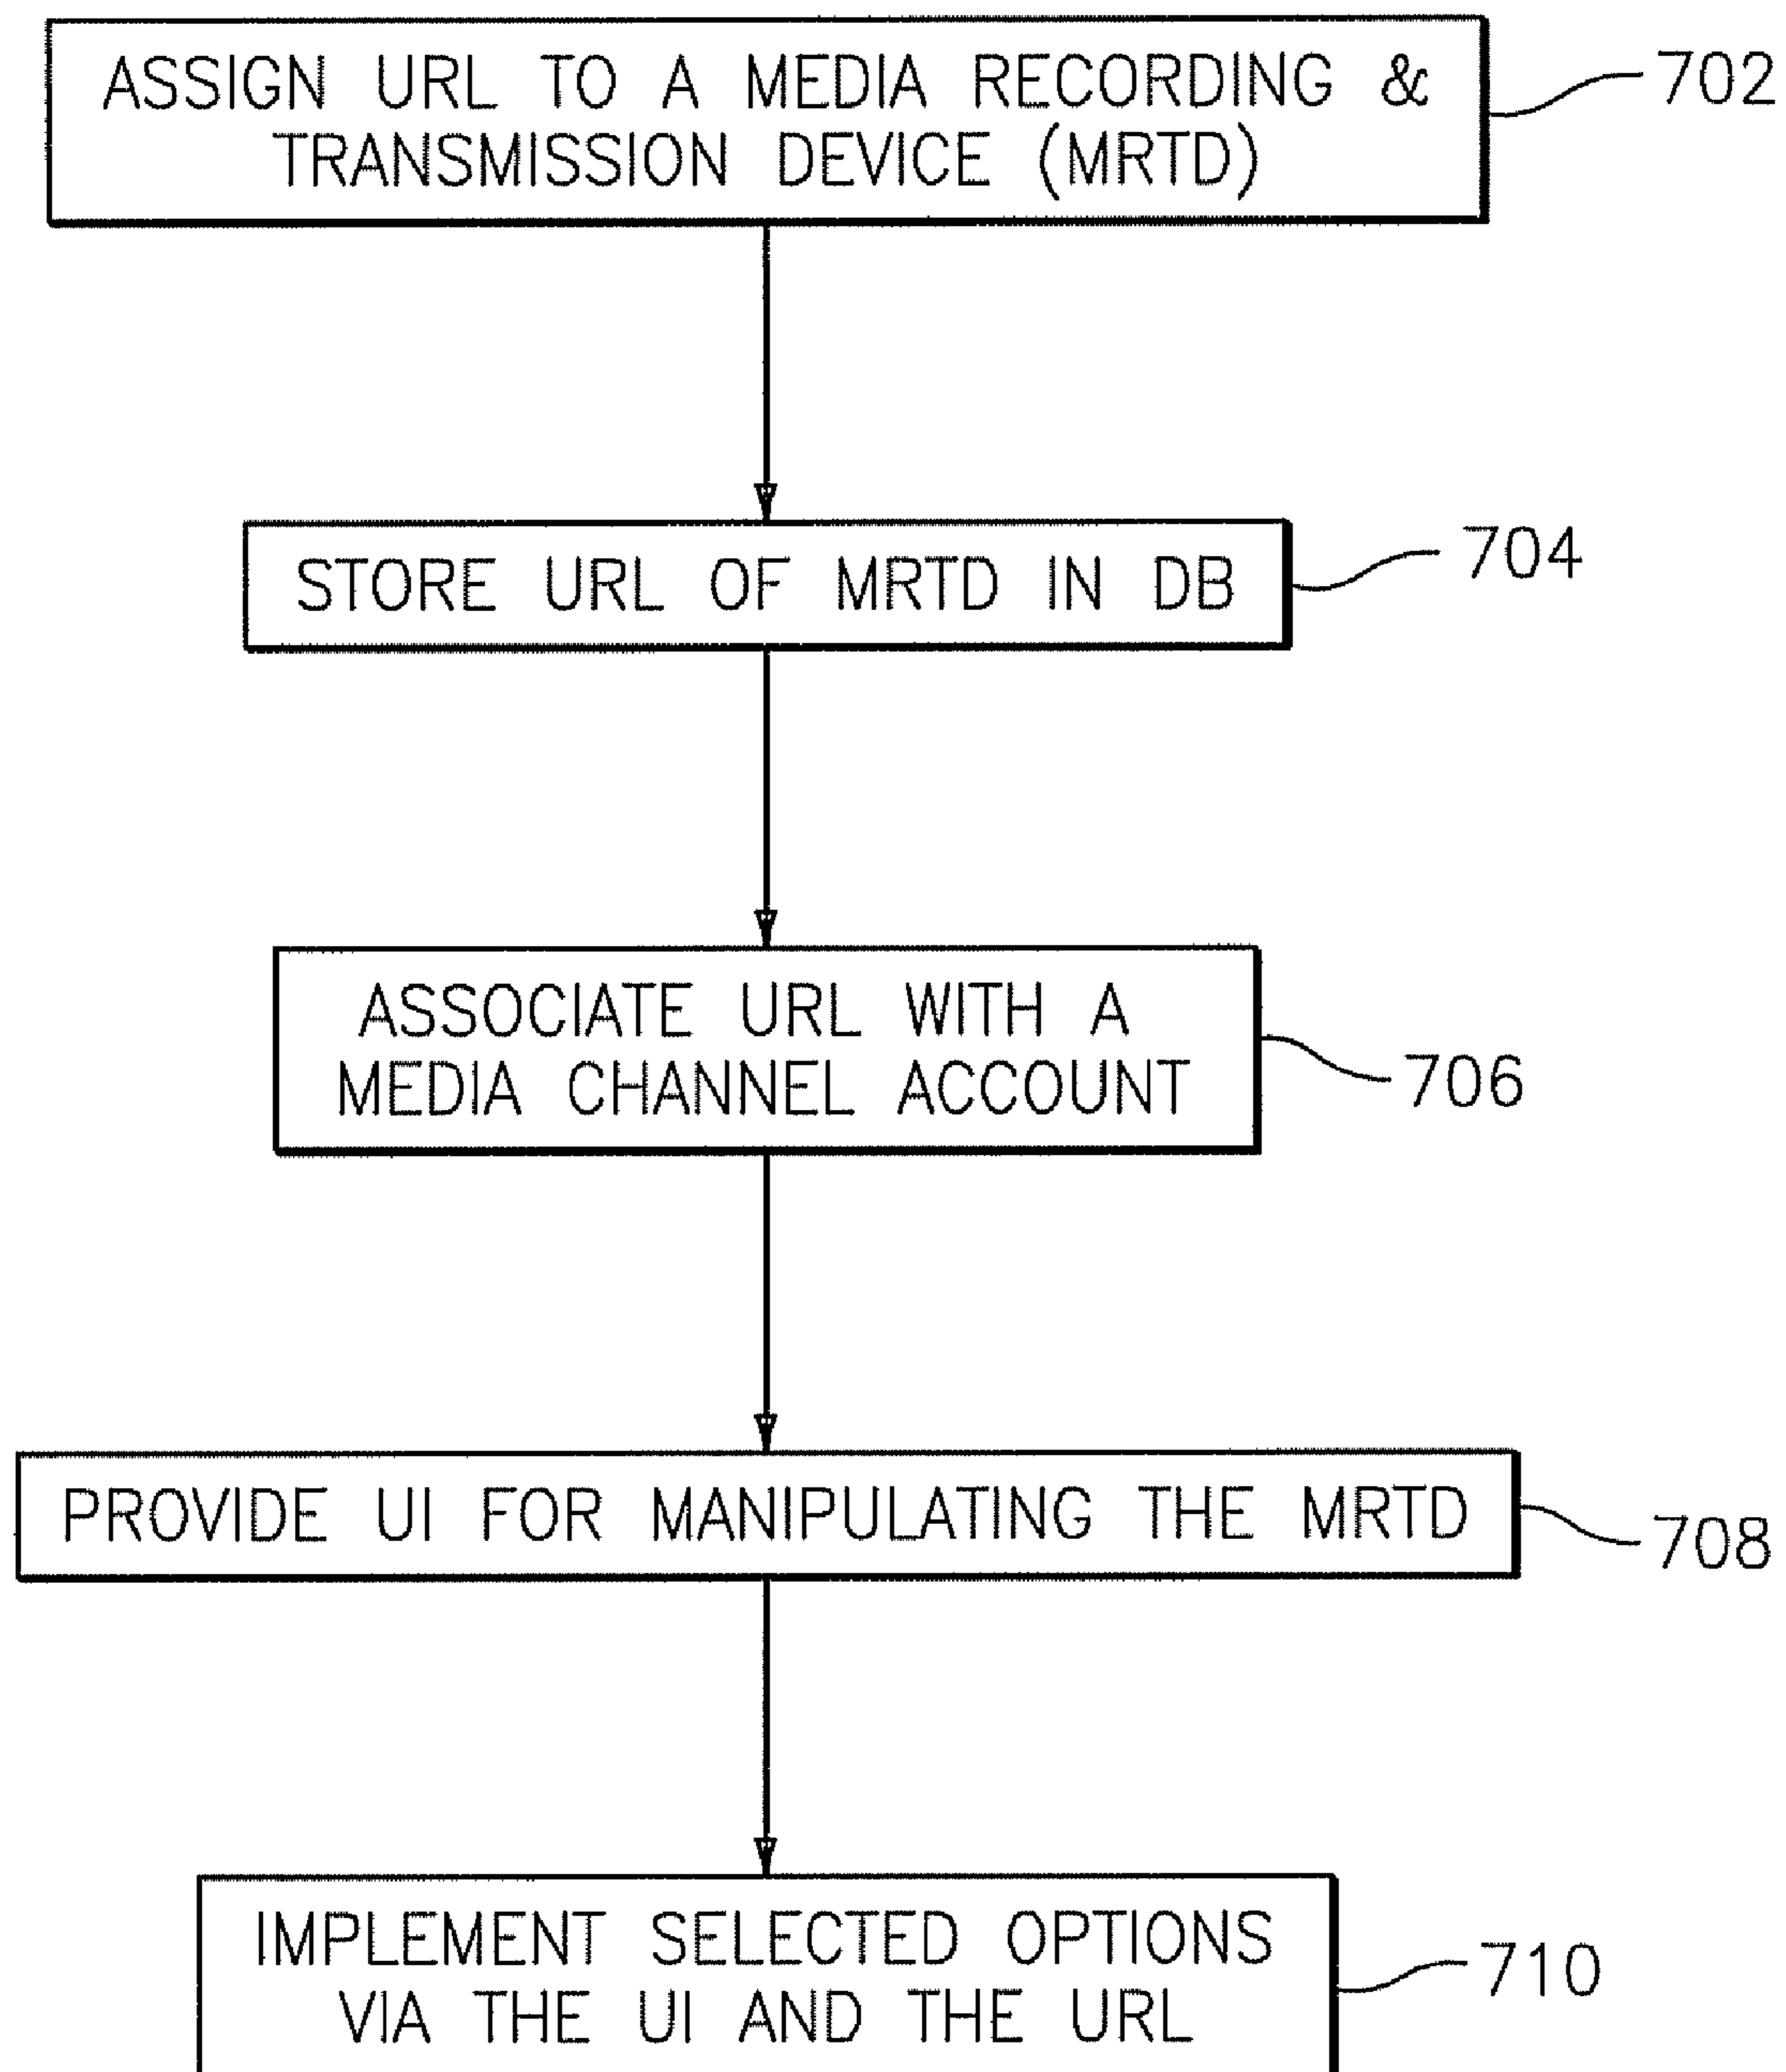 ASSIGN URL TO A MEDIA RECORDING &
TRANSMISSION DEVICE (MRTD)
702
STORE URL OF MRTD IN DB
704
ASSOCIATE URL WITH A
MEDIA CHANNEL ACCOUNT
706
PROVIDE UI FOR MANIPULATING THE MRTD
708
IMPLEMENT SELECTED OPTIONS
VIA THE UI AND THE URL
710